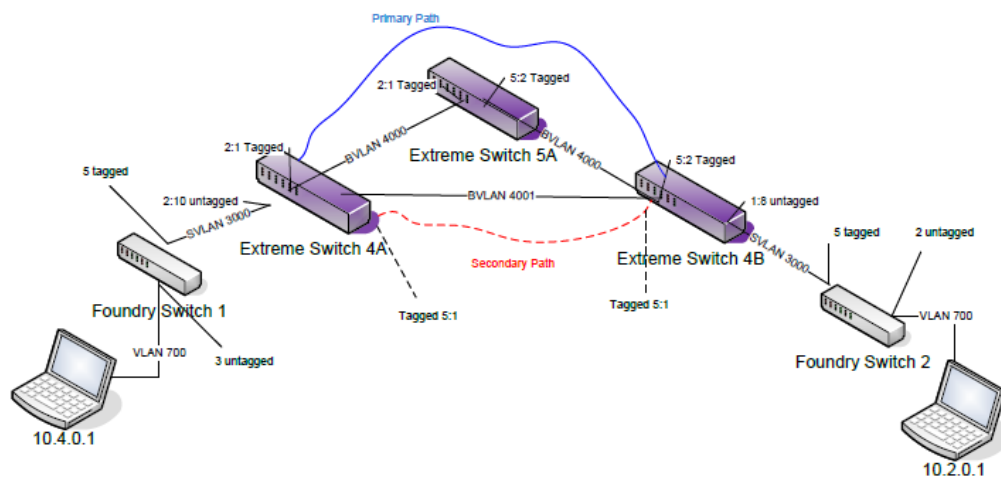 Primary Path
5:2 Tagged
2:1 Tagged
BVLAN 4000
Extreme Switch 5A
BVLAN 4000
2:1 Tagged
5:2 Tagged
5 tagged
BVLAN 4001
1:8 untagged
2:10 untagged
SVLAN 3000
Extreme Switch 4A
Secondary Path
Extreme Switch 4B
SVLAN 3000
5 tagged
2 untagged
Foundry Switch 1
Tagged 5:1
Tagged 5:1
VLAN 700
VLAN 700
3 untagged
Foundry Switch 2
10.4.0.1
10.2.0.1